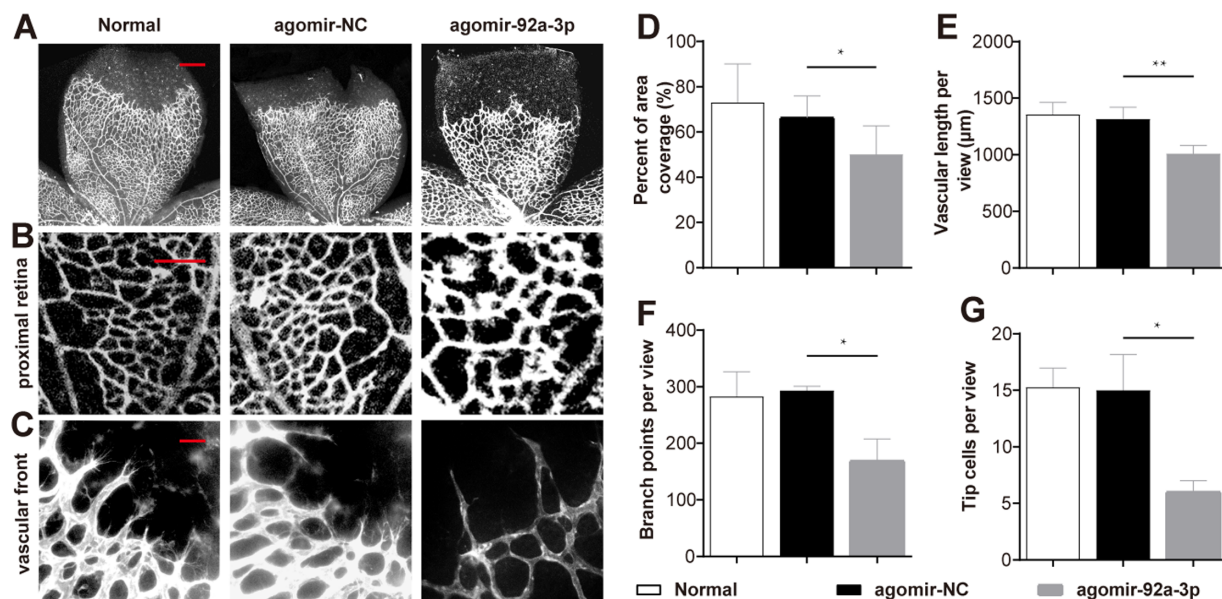 A
Normal
agomir-NC
agomir-92a-3p
B
proximal retina
C
vascular front
D
Percent of area
coverage (%)
100
80
60
40
20
0
*
E
Vascular length per
view (μm)
2000
1500
1000
500
0
**
F
Branch points per view
400
300
200
100
0
*
G
Tip cells per view
20
15
10
5
0
*
Normal
agomir-NC
agomir-92a-3p